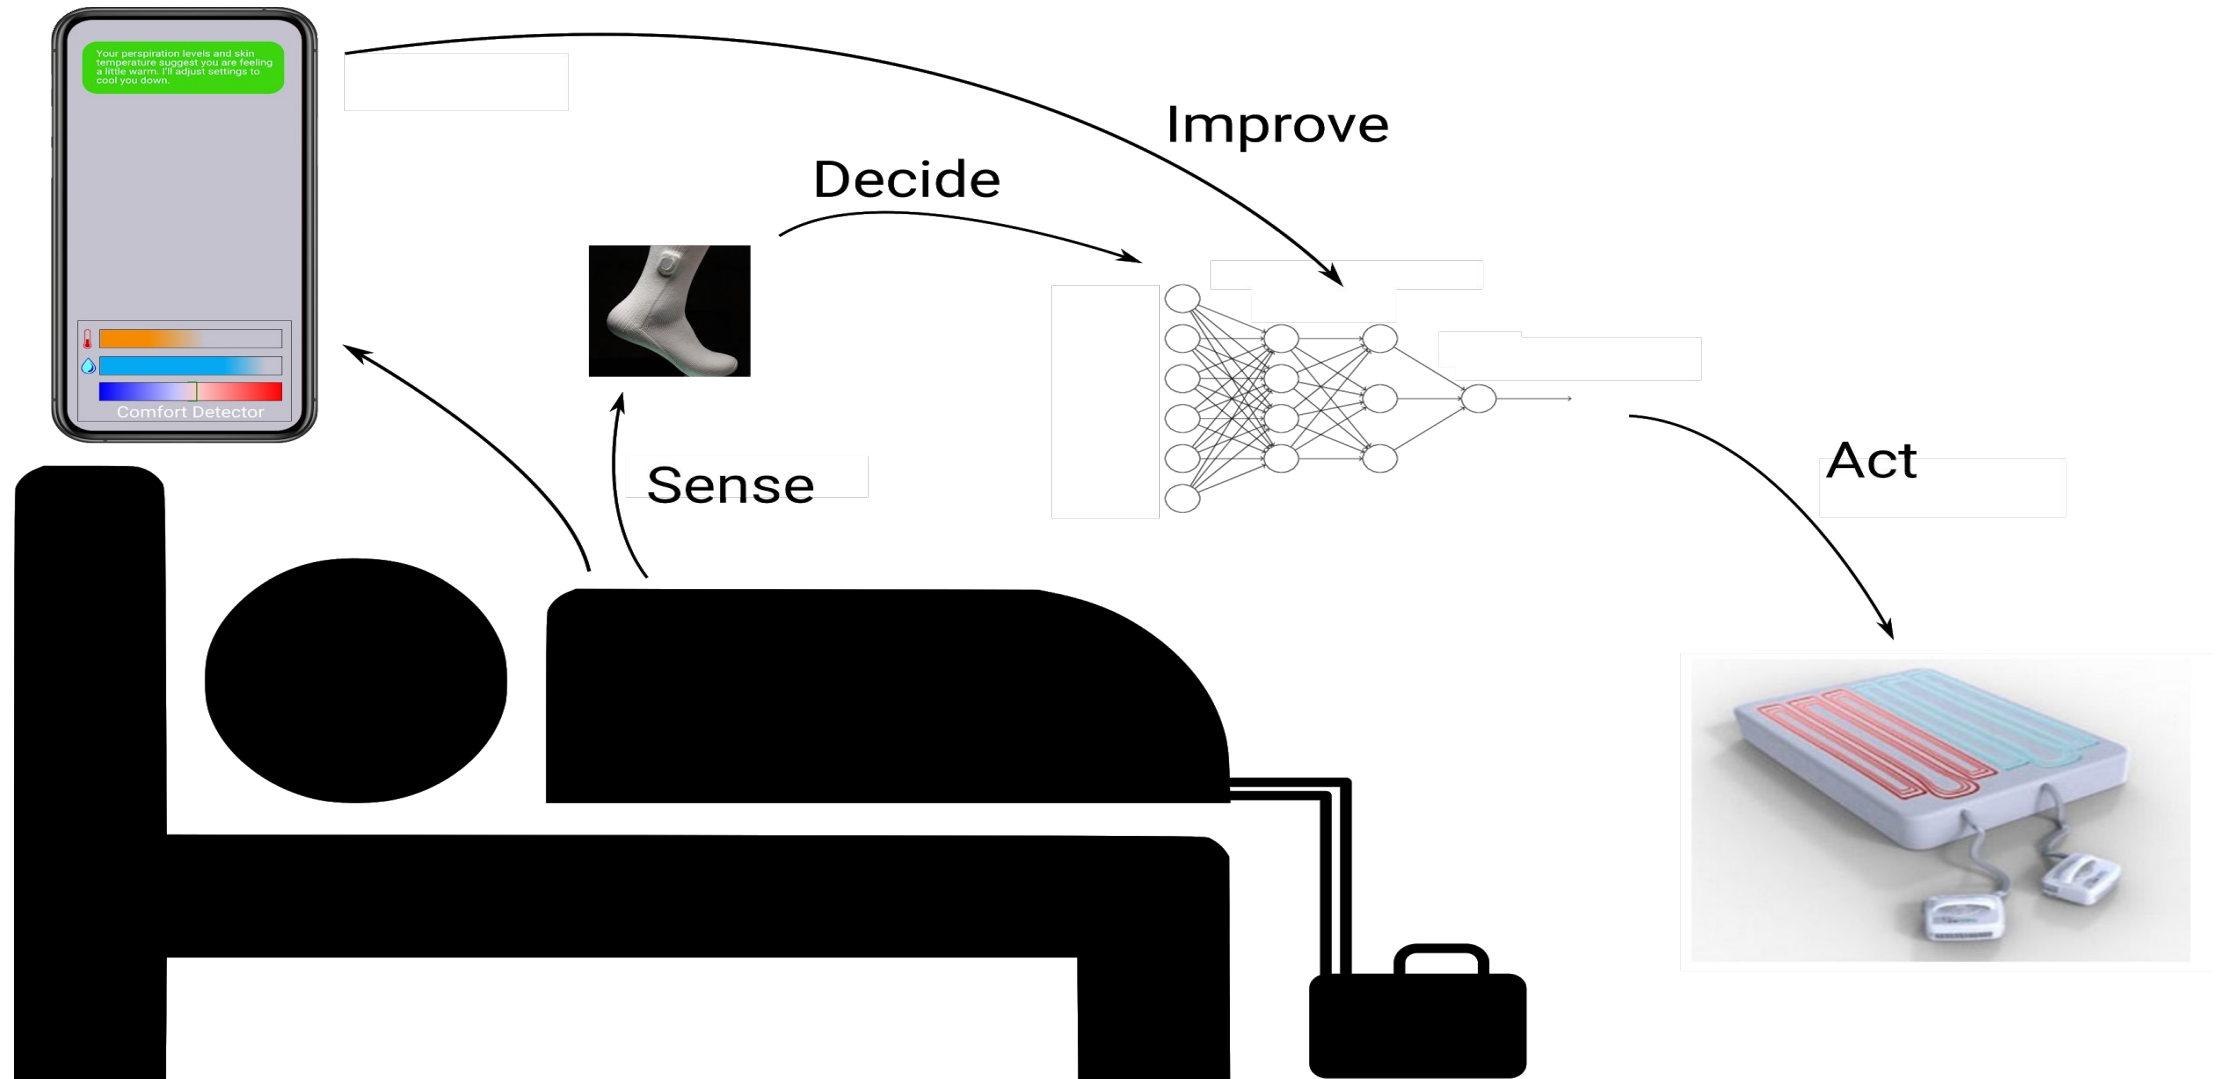 Your perspiration levels and skin
temperature suggest you are feeling
a little warm. I'll adjust settings to
cool you down.
Improve
Decide
Comfort Detector
Sense
Act